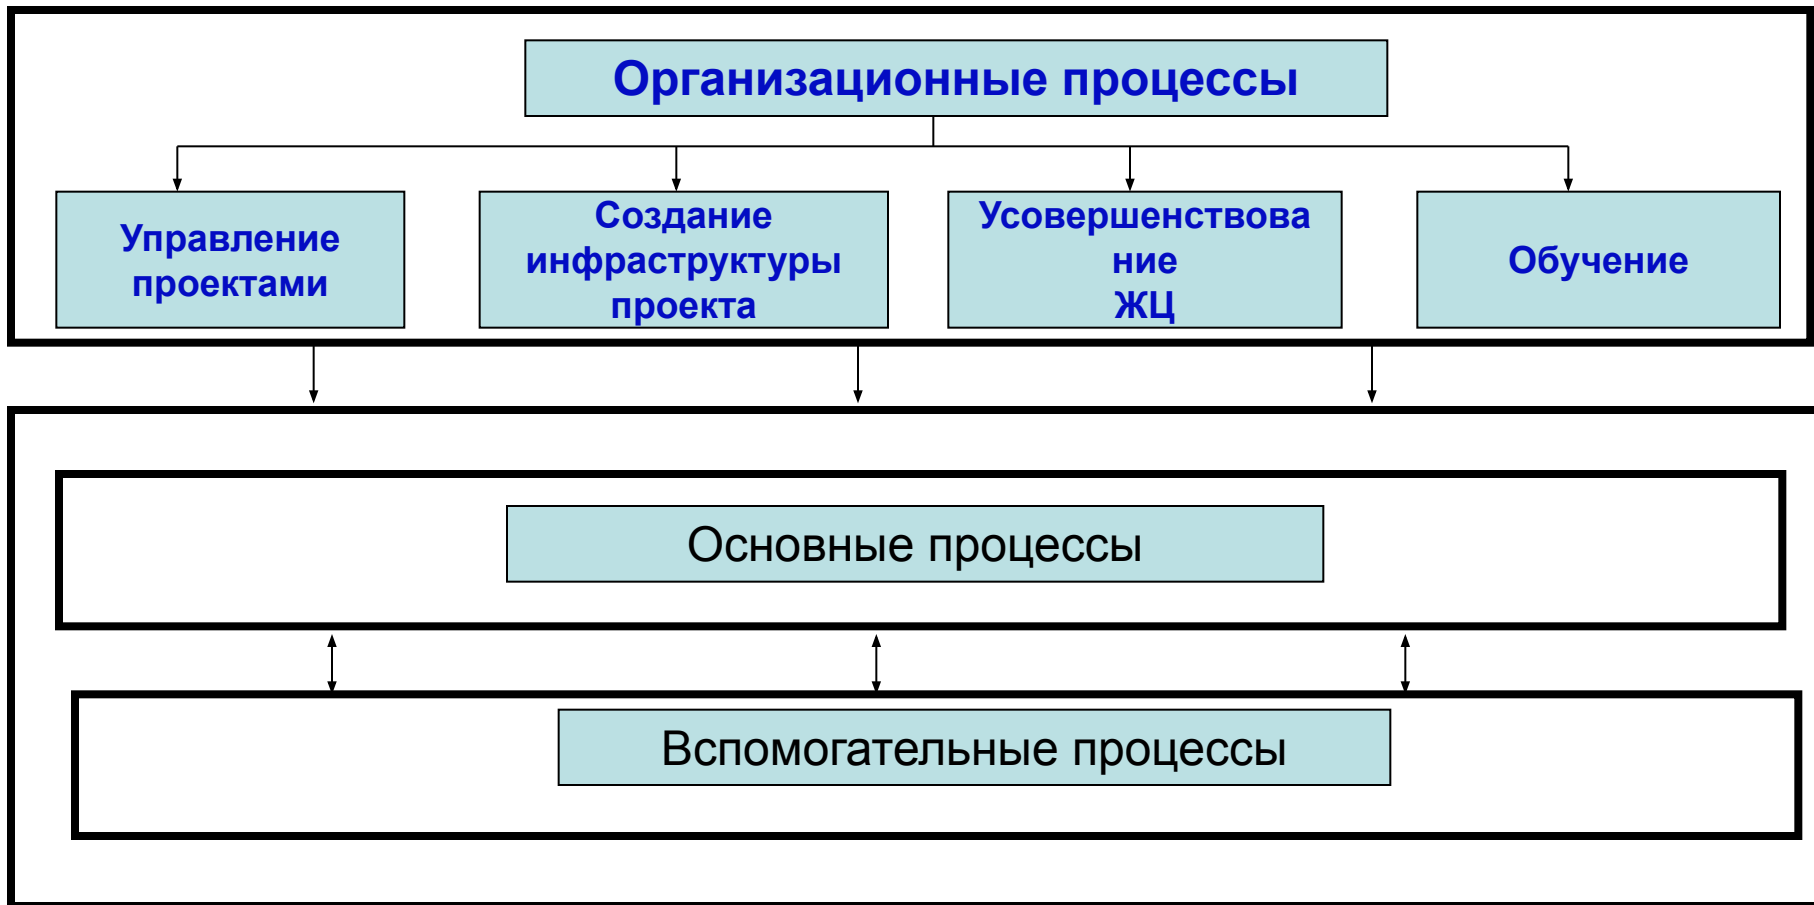 Организационные процессы
Управление
проектами
Создание
инфраструктуры
проекта
Усовершенствова
ние
ЖЦ
Обучение
Основные процессы
Вспомогательные процессы